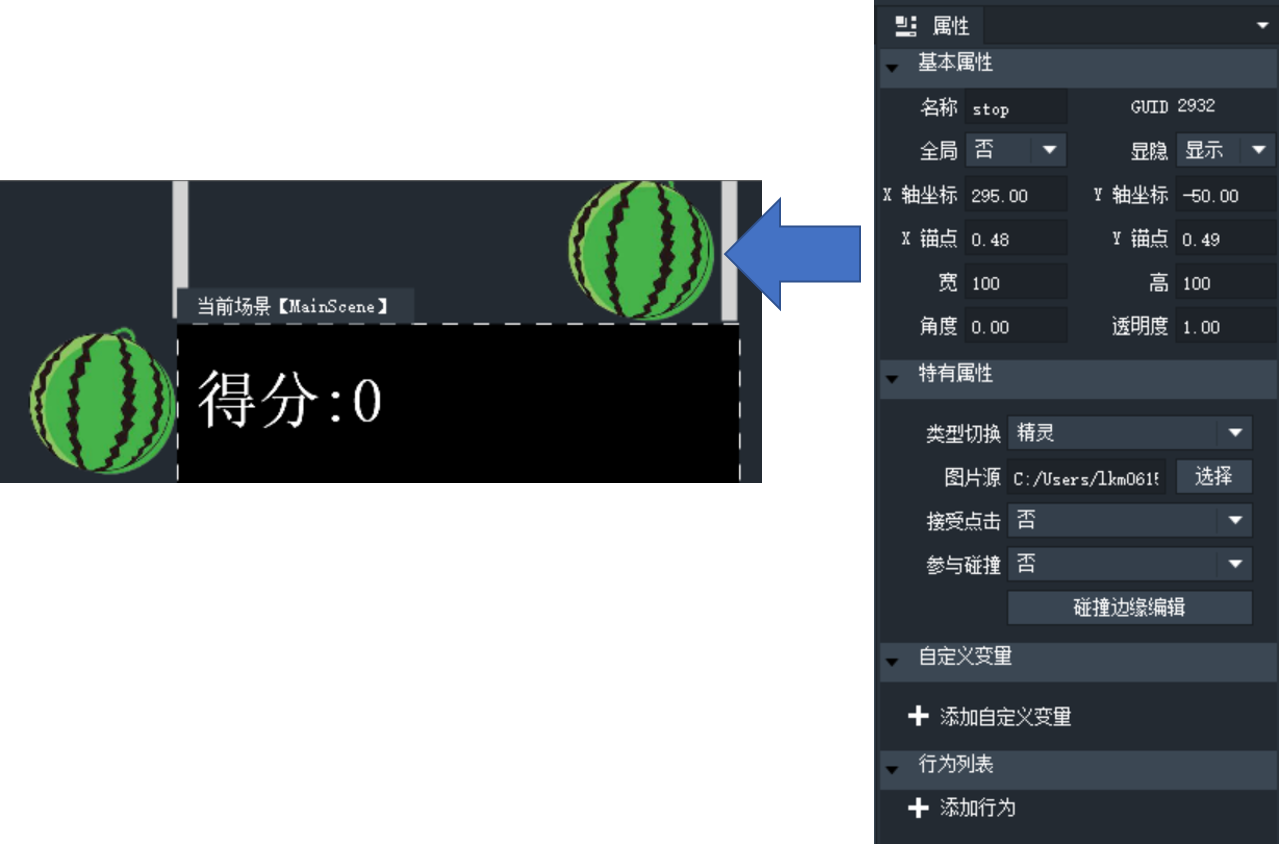 当前场景【MainScene】
得分:0
属性
基本属性
名称 stop GUID 2932
全局 否 显隐 显示
X 轴坐标 295.00 Y 轴坐标 -50.00
X 锚点 0.48 Y 锚点 0.49
宽 100 高 100
角度 0.00 透明度 1.00
特有属性
类型切换 精灵
图片源 C:/Users/lkm061 选择
接受点击 否
参与碰撞 否
碰撞边缘编辑
自定义变量
添加自定义变量
行为列表
添加行为